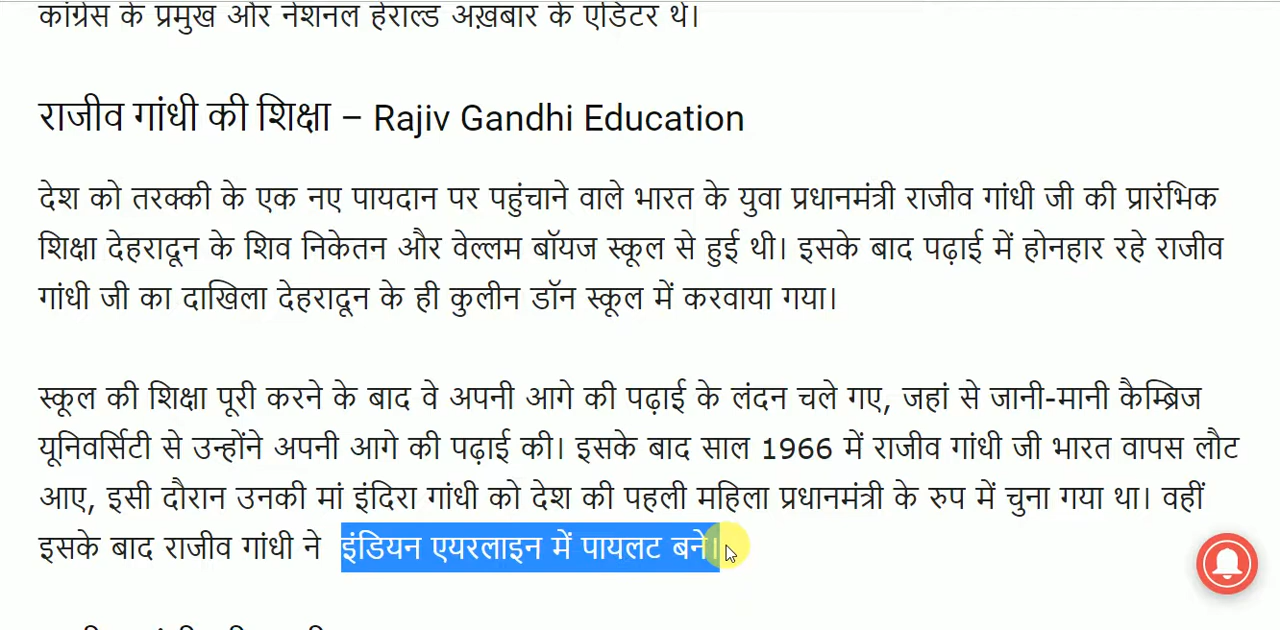 कांग्रेस के प्रमुख और नेशनल हेराल्ड अख़बार के एडिटर थे।
राजीव गांधी की शिक्षा – Rajiv Gandhi Education
देश को तरक्की के एक नए पायदान पर पहुंचाने वाले भारत के युवा प्रधानमंत्री राजीव गांधी जी की प्रारंभिक
शिक्षा देहरादून के शिव निकेतन और वेल्लम बॉयज स्कूल से हुई थी। इसके बाद पढ़ाई में होनहार रहे राजीव
गांधी जी का दाखिला देहरादून के ही कुलीन डॉन स्कूल में करवाया गया।
स्कूल की शिक्षा पूरी करने के बाद वे अपनी आगे की पढ़ाई के लंदन चले गए, जहां से जानी-मानी कैम्ब्रिज
यूनिवर्सिटी से उन्होंने अपनी आगे की पढ़ाई की। इसके बाद साल 1966 में राजीव गांधी जी भारत वापस लौट
आए, इसी दौरान उनकी मां इंदिरा गांधी को देश की पहली महिला प्रधानमंत्री के रुप में चुना गया था। वहीं
इसके बाद राजीव गांधी ने इंडियन एयरलाइन में पायलट बने।